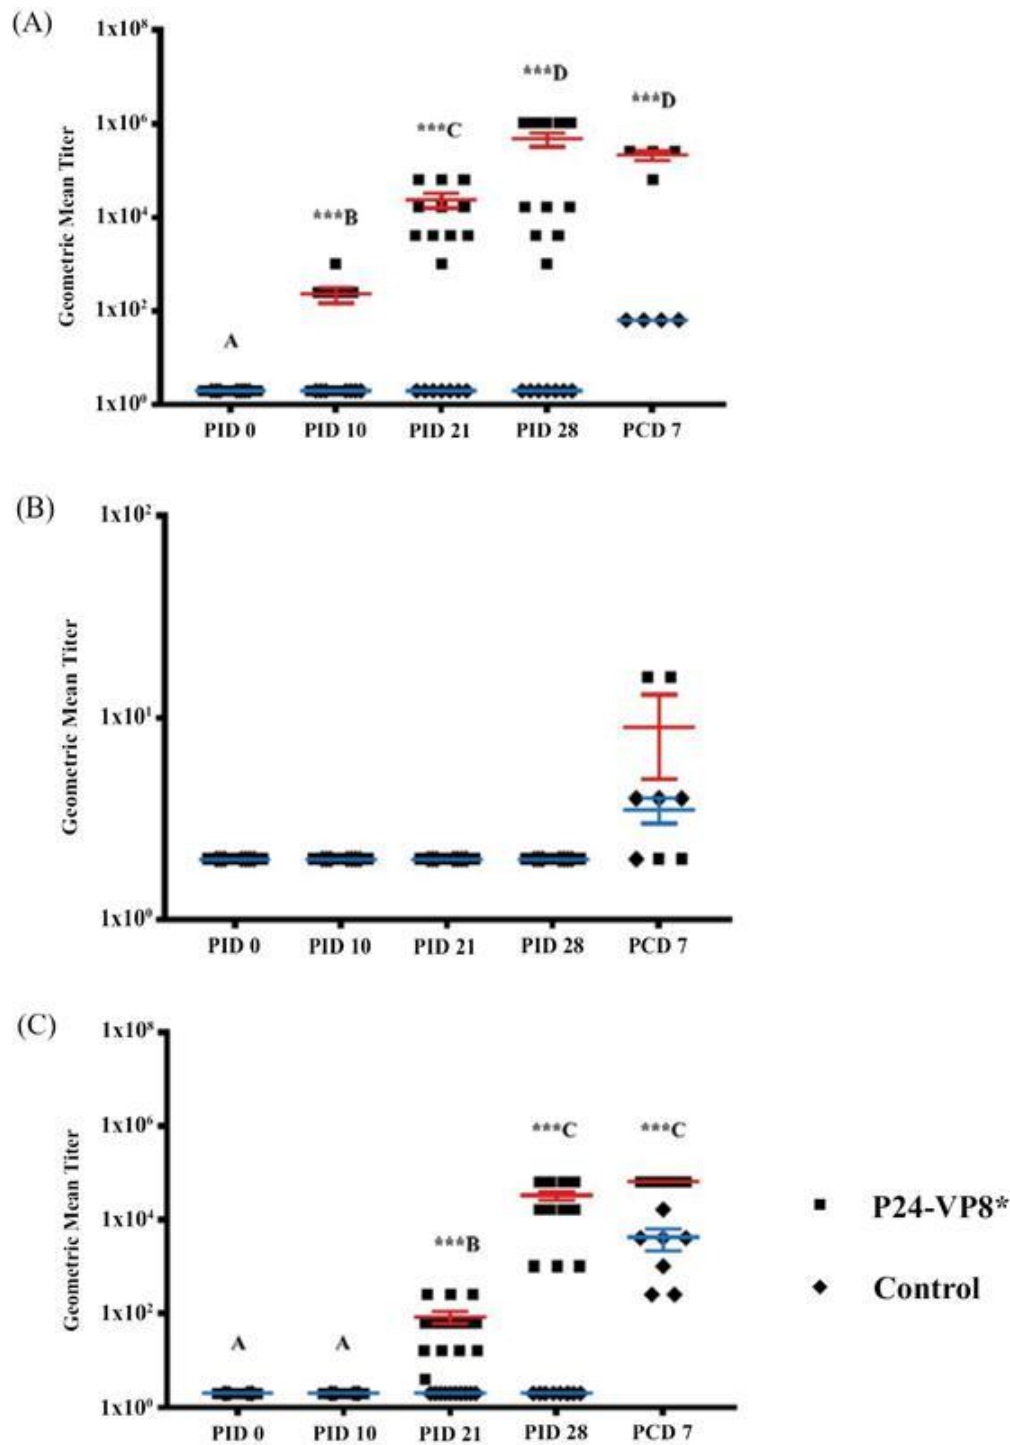 (A)
1x10⁸
***D
***D
1x10⁶
***C
1x10⁴
***B
1x10²
A
1x10⁰
PID 0 PID 10 PID 21 PID 28 PCD 7
Geometric Mean Titer
(B)
1x10²
1x10¹
1x10⁰
PID 0 PID 10 PID 21 PID 28 PCD 7
Geometric Mean Titer
(C)
1x10⁸
1x10⁶
***C ***C
1x10⁴
***B
1x10²
A A
1x10⁰
PID 0 PID 10 PID 21 PID 28 PCD 7
Geometric Mean Titer
P24-VP8*
Control